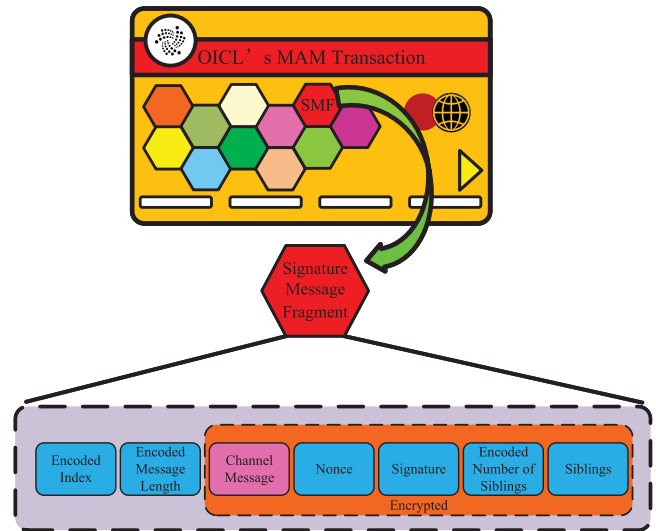 OICL’s MAM Transaction
SMF
Signature
Message
Fragment
Encoded
Index
Encoded
Message
Length
Channel
Message
Nonce
Signature
Encoded
Number of
Siblings
Siblings
Encrypted